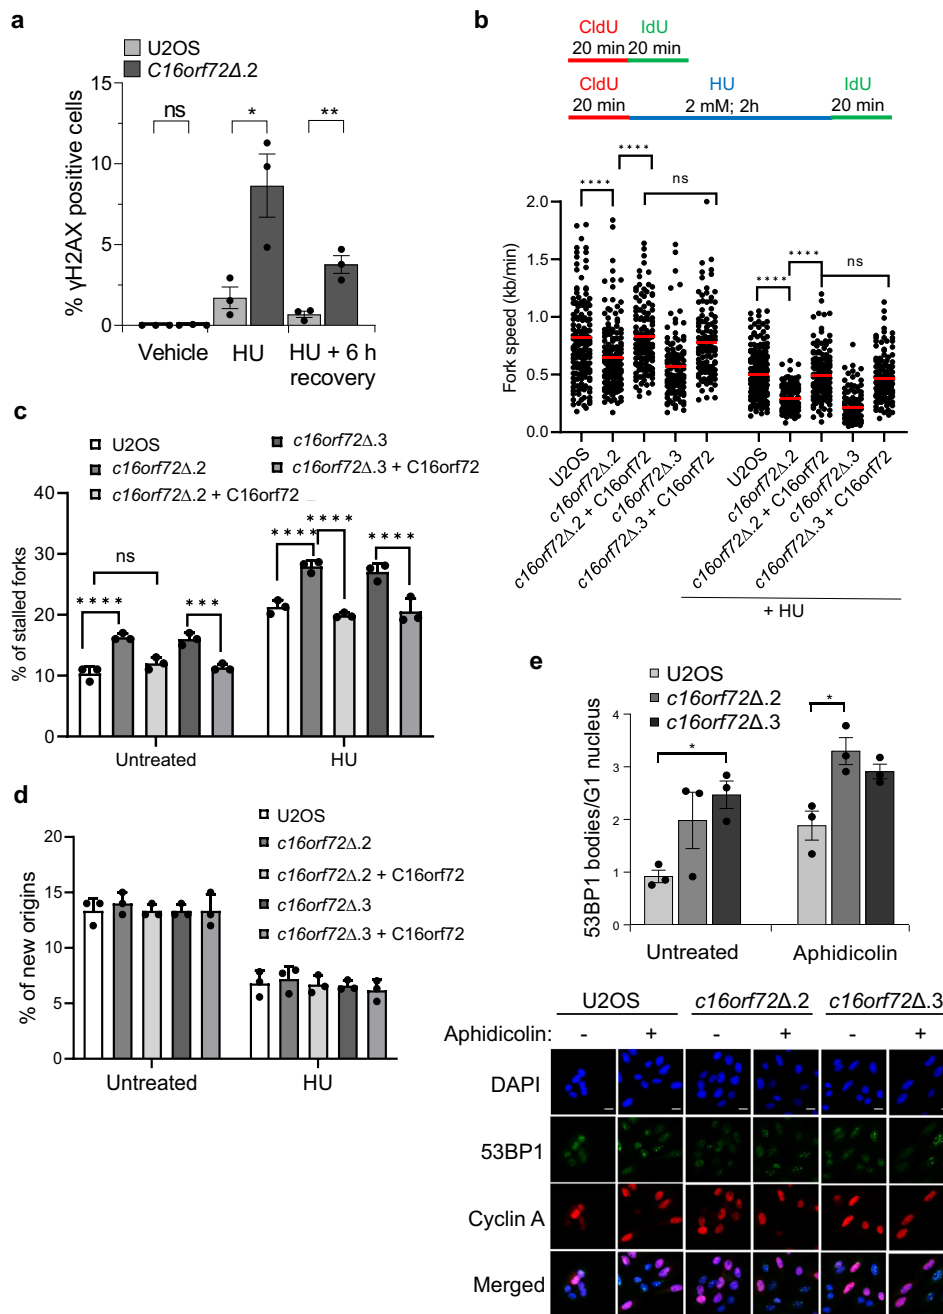 a
U2OS
C16orf72Δ.2
% γH2AX positive cells
15
10
5
0
ns
*
**
Vehicle
HU
HU + 6 h
recovery
b
CldU IdU
20 min 20 min
CldU HU IdU
20 min 2 mM; 2h 20 min
Fork speed (kb/min)
2.0
1.5
1.0
0.5
0.0
****
****
ns
****
****
ns
U2OS
c16orf72Δ.2
c16orf72Δ.2 + C16orf72
c16orf72Δ.3
c16orf72Δ.3 + C16orf72
U2OS
c16orf72Δ.2
c16orf72Δ.2 + C16orf72
c16orf72Δ.3
c16orf72Δ.3 + C16orf72
+ HU
c
U2OS
c16orf72Δ.2
c16orf72Δ.2 + C16orf72
c16orf72Δ.3
c16orf72Δ.3 + C16orf72
% of stalled forks
40
30
20
10
0
****
ns
***
****
****
****
Untreated
HU
d
U2OS
c16orf72Δ.2
c16orf72Δ.2 + C16orf72
c16orf72Δ.3
c16orf72Δ.3 + C16orf72
% of new origins
20
15
10
5
0
Untreated
HU
e
U2OS
c16orf72Δ.2
c16orf72Δ.3
53BP1 bodies/G1 nucleus
4
3
2
1
0
*
*
Untreated
Aphidicolin
U2OS c16orf72Δ.2 c16orf72Δ.3
Aphidicolin: - + - + - +
DAPI
53BP1
Cyclin A
Merged